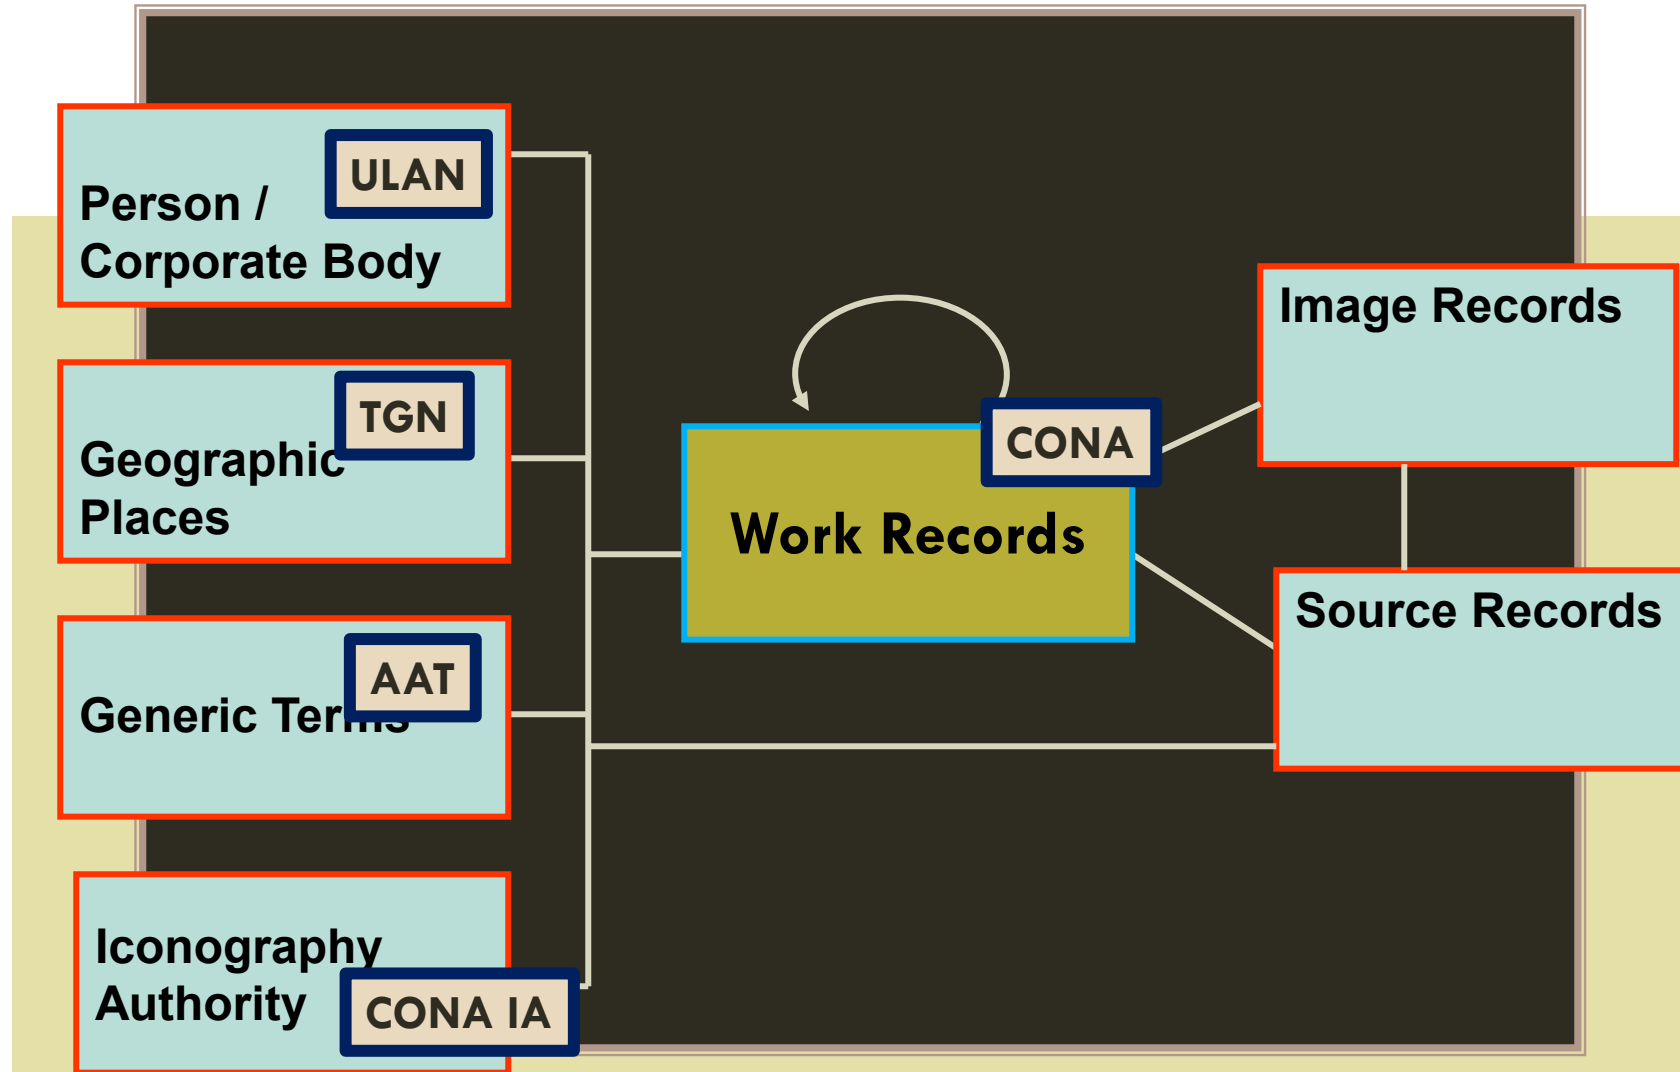 ULAN
Person /
Corporate Body
TGN
Geographic
Places
AAT
Generic Terms
Iconography
Authority
CONA IA
CONA
Work Records
Image Records
Source Records